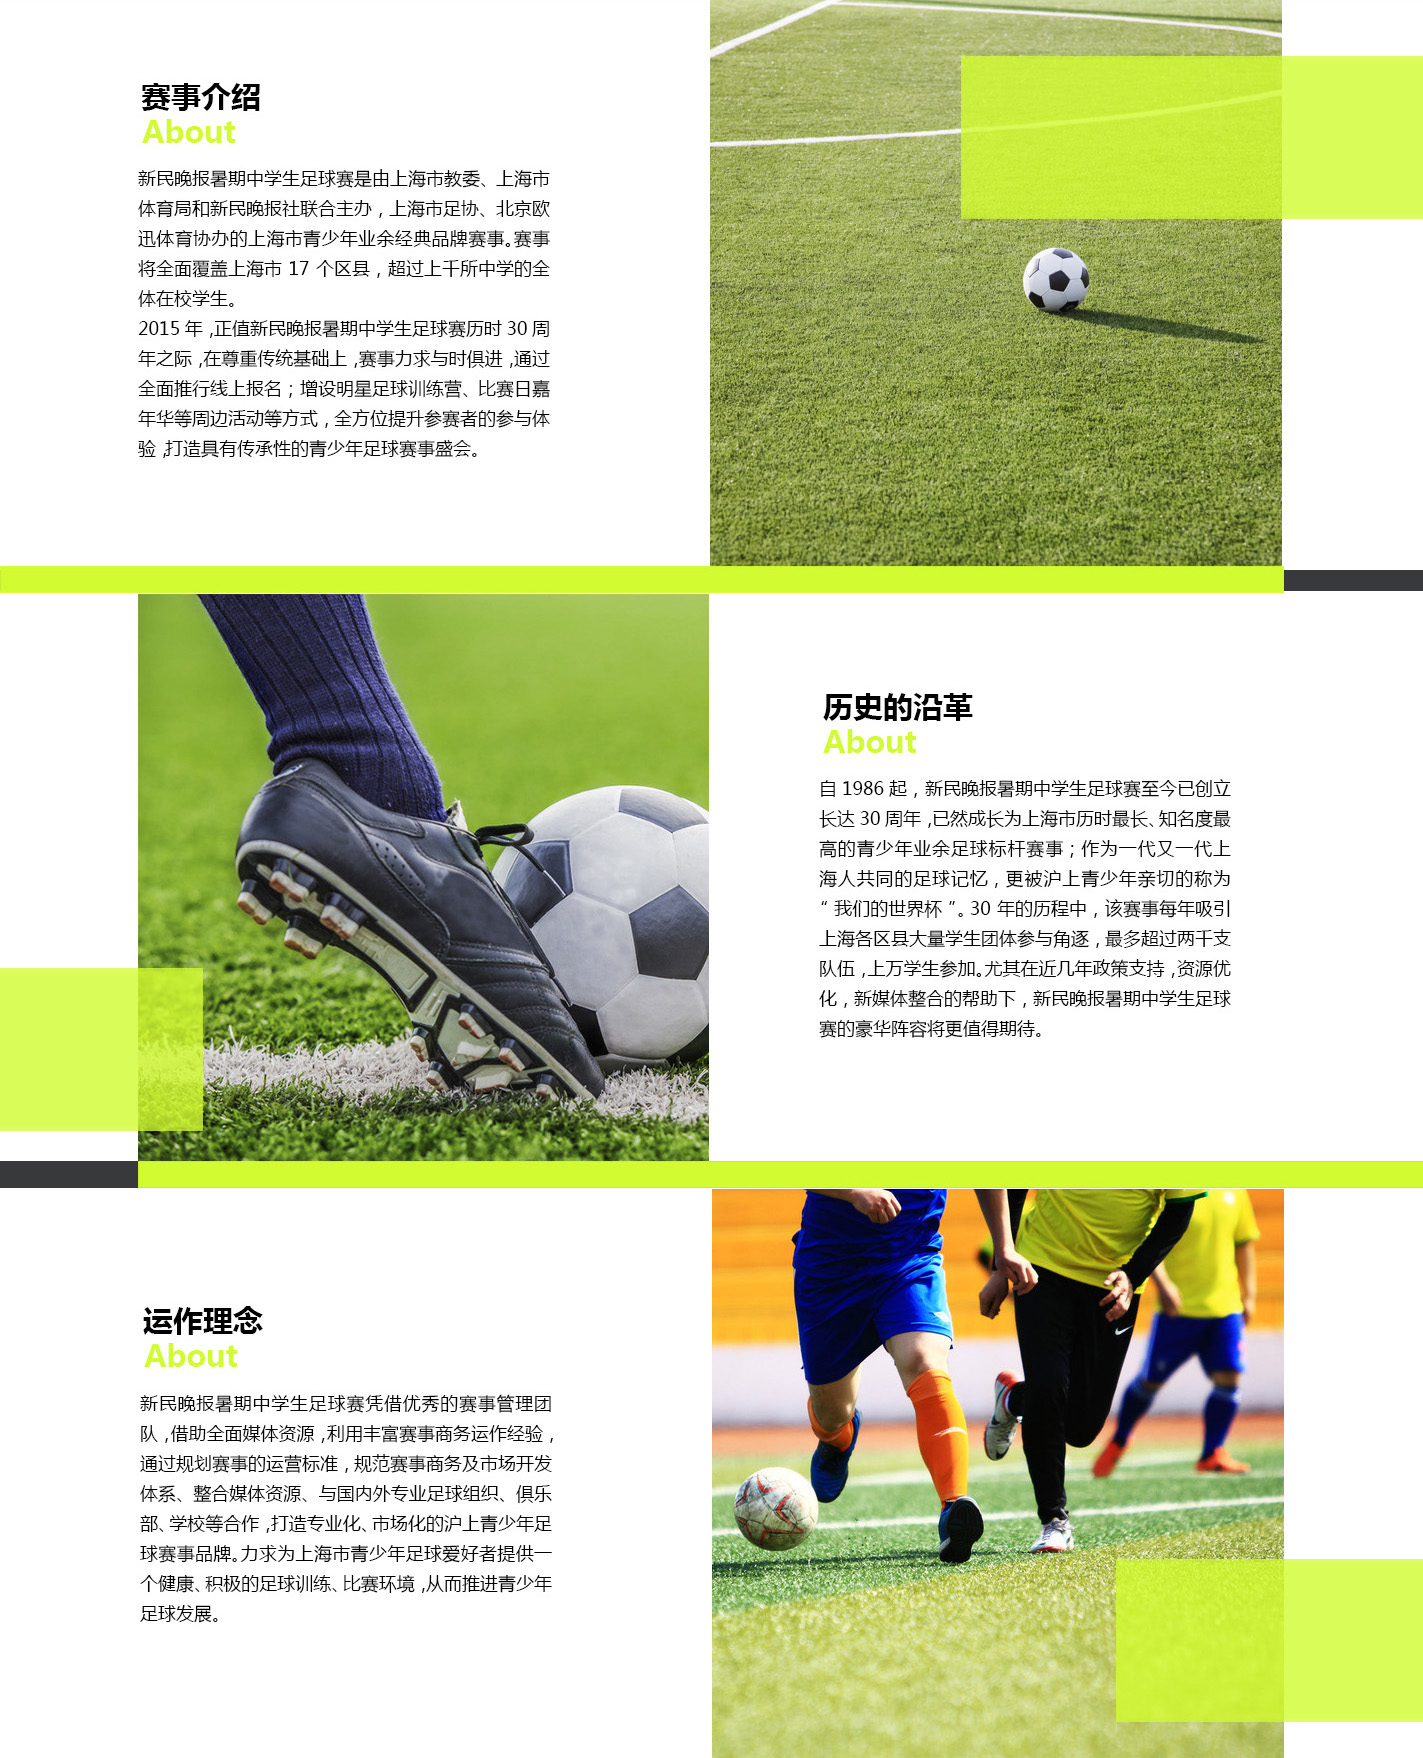 赛事介绍
About
新民晚报暑期中学生足球赛是由上海市教委、上海市
体育局和新民晚报社联合主办，上海市足协、北京欧
迅体育协办的上海市青少年业余经典品牌赛事。赛事
将全面覆盖上海市 17 个区县，超过上千所中学的全
体在校学生。
2015 年，正值新民晚报暑期中学生足球赛历时 30 周
年之际，在尊重传统基础上，赛事力求与时俱进，通过
全面推行线上报名；增设明星足球训练营、比赛日嘉
年华等周边活动等方式，全方位提升参赛者的参与体
验，打造具有传承性的青少年足球赛事盛会。
历史的沿革
About
自 1986 起，新民晚报暑期中学生足球赛至今已创立
长达 30 周年，已然成长为上海市历时最长、知名度最
高的青少年业余足球标杆赛事；作为一代又一代上
海人共同的足球记忆，更被沪上青少年亲切的称为
“ 我们的世界杯 ”。30 年的历程中，该赛事每年吸引
上海各区县大量学生团体参与角逐，最多超过两千支
队伍，上万学生参加。尤其在近几年政策支持，资源优
化，新媒体整合的帮助下，新民晚报暑期中学生足球
赛的豪华阵容将更值得期待。
运作理念
About
新民晚报暑期中学生足球赛凭借优秀的赛事管理团
队，借助全面媒体资源，利用丰富赛事商务运作经验，
通过规划赛事的运营标准，规范赛事商务及市场开发
体系、整合媒体资源、与国内外专业足球组织、俱乐
部、学校等合作，打造专业化、市场化的沪上青少年足
球赛事品牌。力求为上海市青少年足球爱好者提供一
个健康、积极的足球训练、比赛环境，从而推进青少年
足球发展。